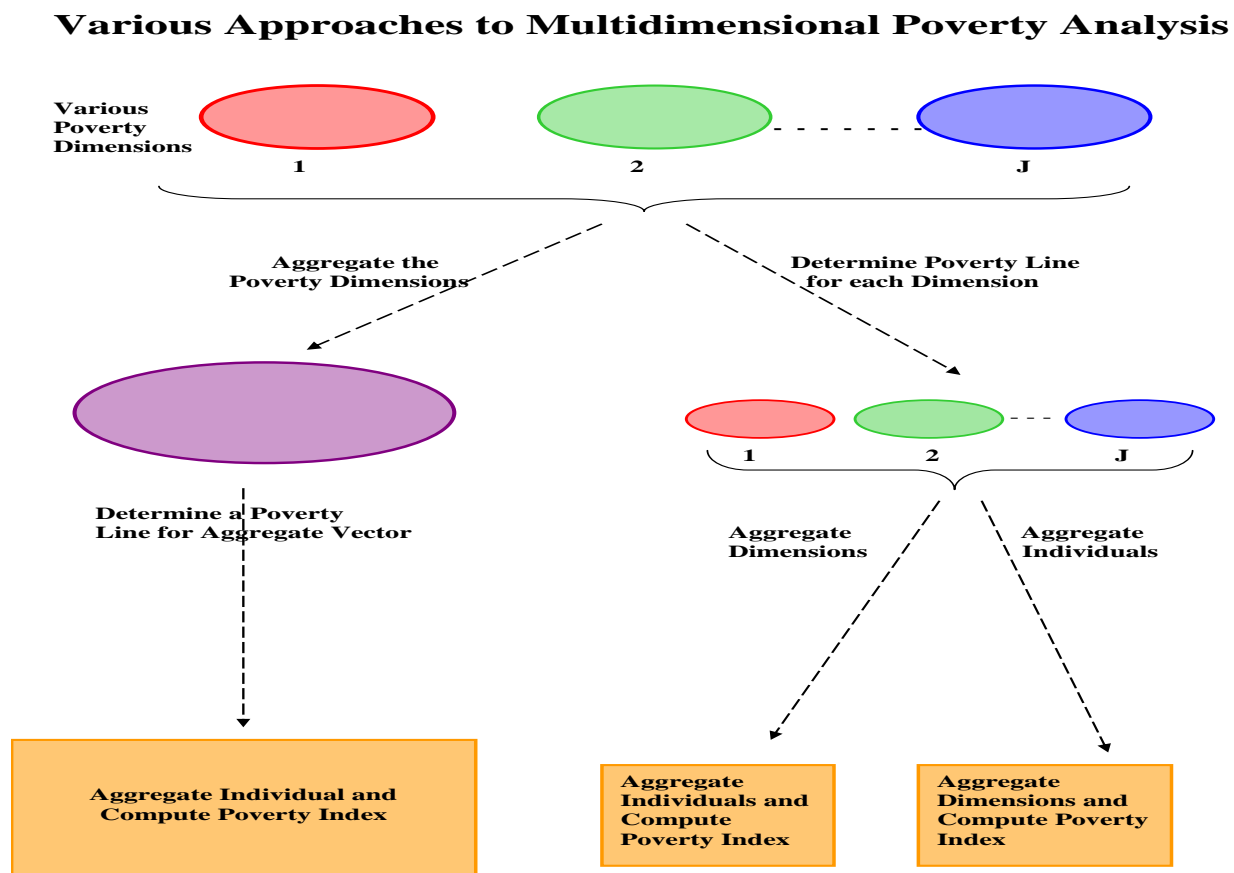 Various Approaches to Multidimensional Poverty Analysis
Various
Poverty
Dimensions
1
2
J
Aggregate the
Poverty Dimensions
Determine Poverty Line
for each Dimension
1
2
J
Determine a Poverty
Line for Aggregate Vector
Aggregate
Dimensions
Aggregate
Individuals
Aggregate Individual and
Compute Poverty Index
Aggregate
Individuals and
Compute
Poverty Index
Aggregate
Dimensions and
Compute Poverty
Index